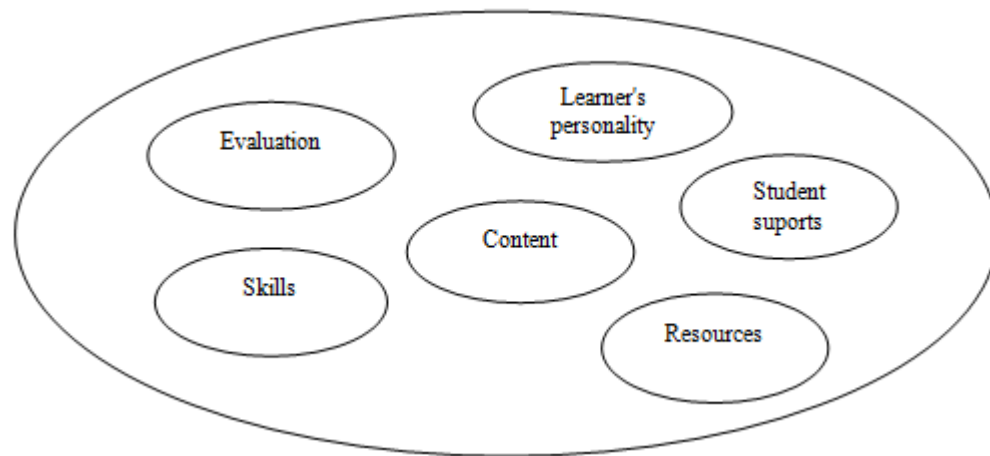 Learner's
personality
Evaluation
Student
suports
Content
Skills
Resources